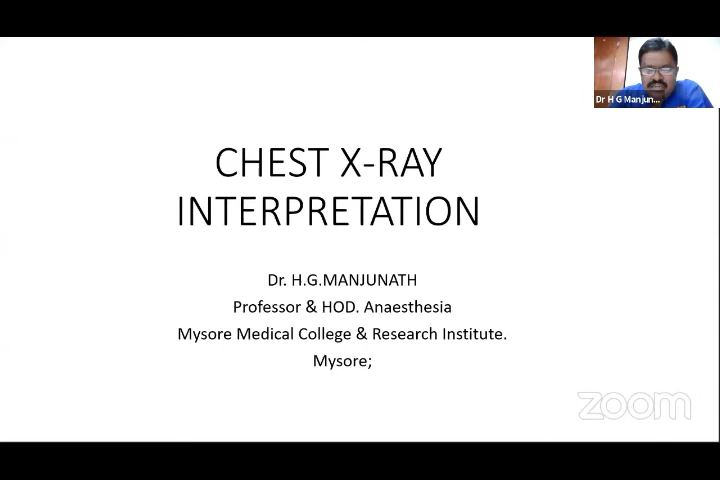 Dr H G Manjun...
CHEST X-RAY
INTERPRETATION
Dr. H.G.MANJUNATH
Professor & HOD. Anaesthesia
Mysore Medical College & Research Institute.
Mysore;
zoom